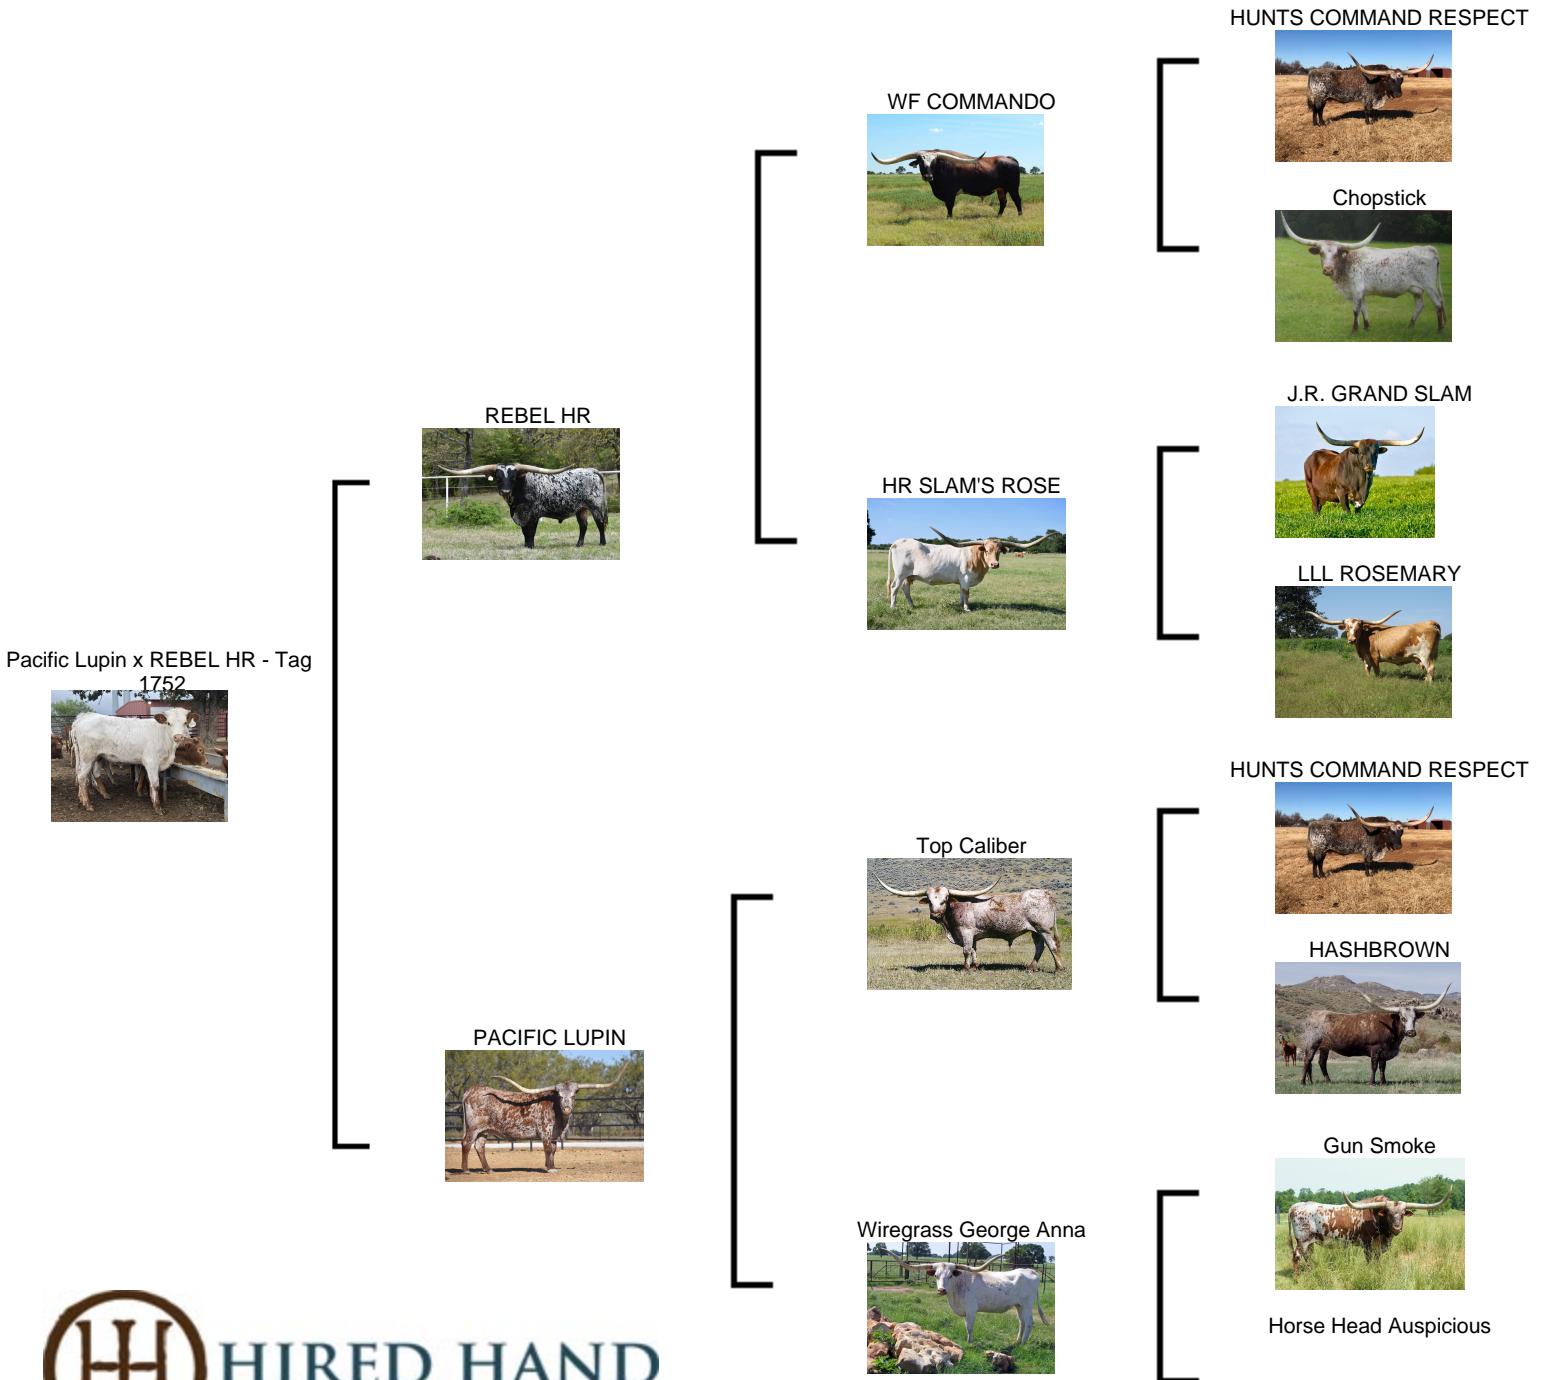 HUNTS COMMAND RESPECT
WF COMMANDO
Chopstick
J.R. GRAND SLAM
REBEL HR
HR SLAM'S ROSE
LLL ROSEMARY
Pacific Lupin x REBEL HR - Tag
1752
HUNTS COMMAND RESPECT
Top Caliber
HASHBROWN
PACIFIC LUPIN
Gun Smoke
Wiregrass George Anna
Horse Head Auspicious
HIRED HAND